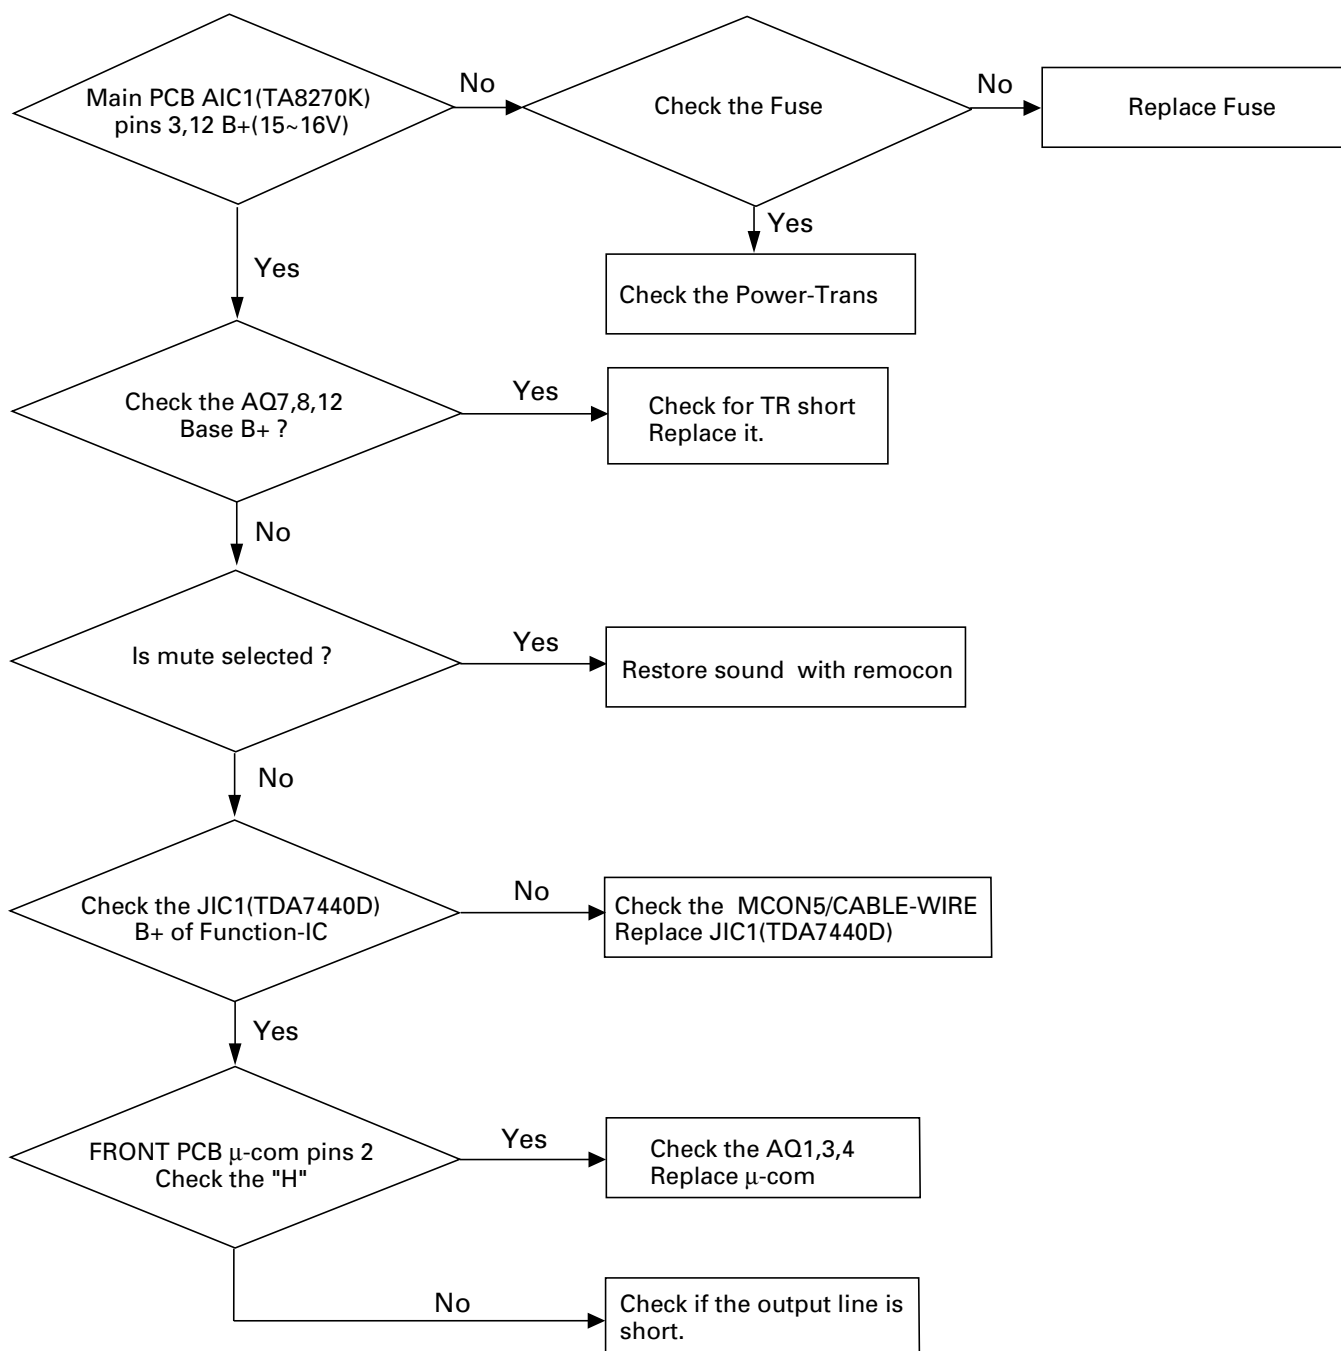 Main PCB AIC1(TA8270K)
pins 3,12 B+(15~16V)
No
Check the Fuse
No
Replace Fuse
Yes
Check the Power-Trans
Yes
Check the AQ7,8,12
Base B+ ?
Yes
Check for TR short
Replace it.
No
Is mute selected ?
Yes
Restore sound with remocon
No
Check the JIC1(TDA7440D)
B+ of Function-IC
No
Check the MCON5/CABLE-WIRE
Replace JIC1(TDA7440D)
Yes
FRONT PCB μ-com pins 2
Check the "H"
Yes
Check the AQ1,3,4
Replace μ-com
No
Check if the output line is
short.